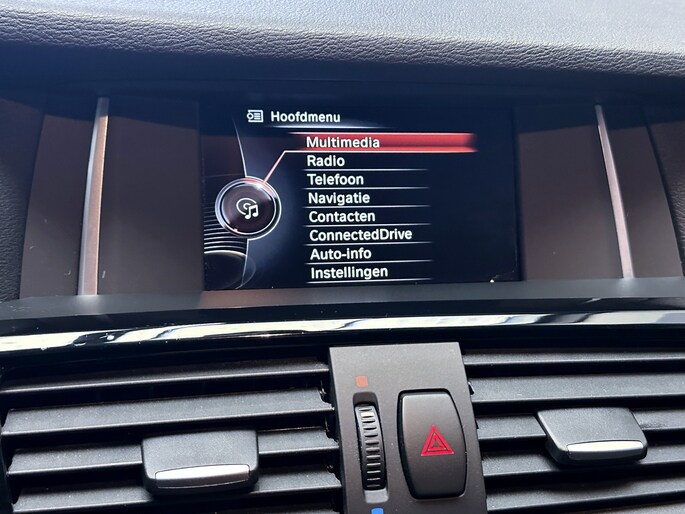 Hoofdmenu
Multimedia
Radio
Telefoon
Navigatie
Contacten
ConnectedDrive
Auto-info
Instellingen